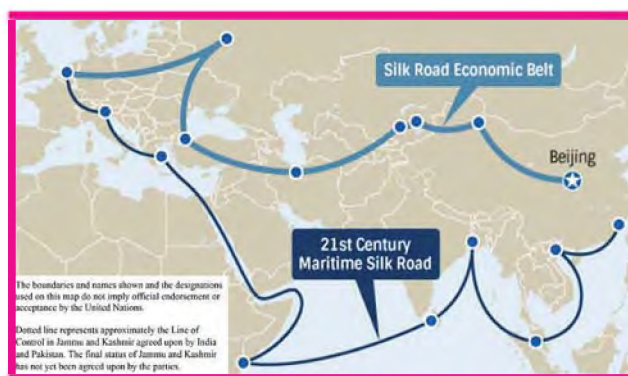 Silk Road Economic Belt
Beijing
21st Century
Maritime Silk Road
The boundaries and names shown and the designations
used on this map do not imply official endorsement or
acceptance by the United Nations.
Dotted line represents approximately the Line of
Control in Jammu and Kashmir agreed upon by India
and Pakistan. The final status of Jammu and Kashmir
has not yet been agreed upon by the parties.